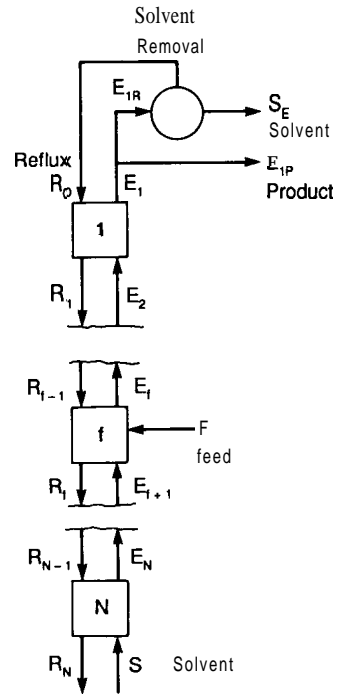 Solvent
Removal
E1R
SE
Solvent
Reflux
R0
E1
E1P
Product
1
R1
E2
Rf-1
Ef
f
F
feed
Rf
Ef+1
RN-1
EN
N
RN
S
Solvent